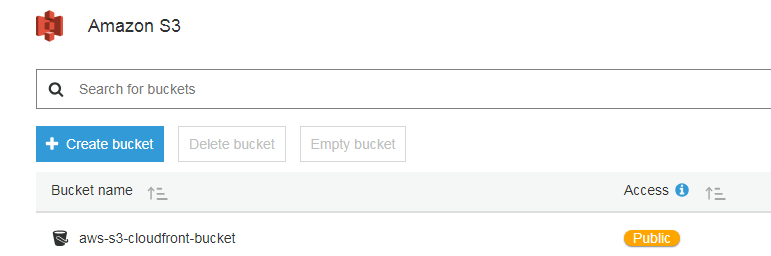 Amazon S3
Search for buckets
Create bucket Delete bucket Empty bucket
Bucket name Access
aws-s3-cloudfront-bucket Public